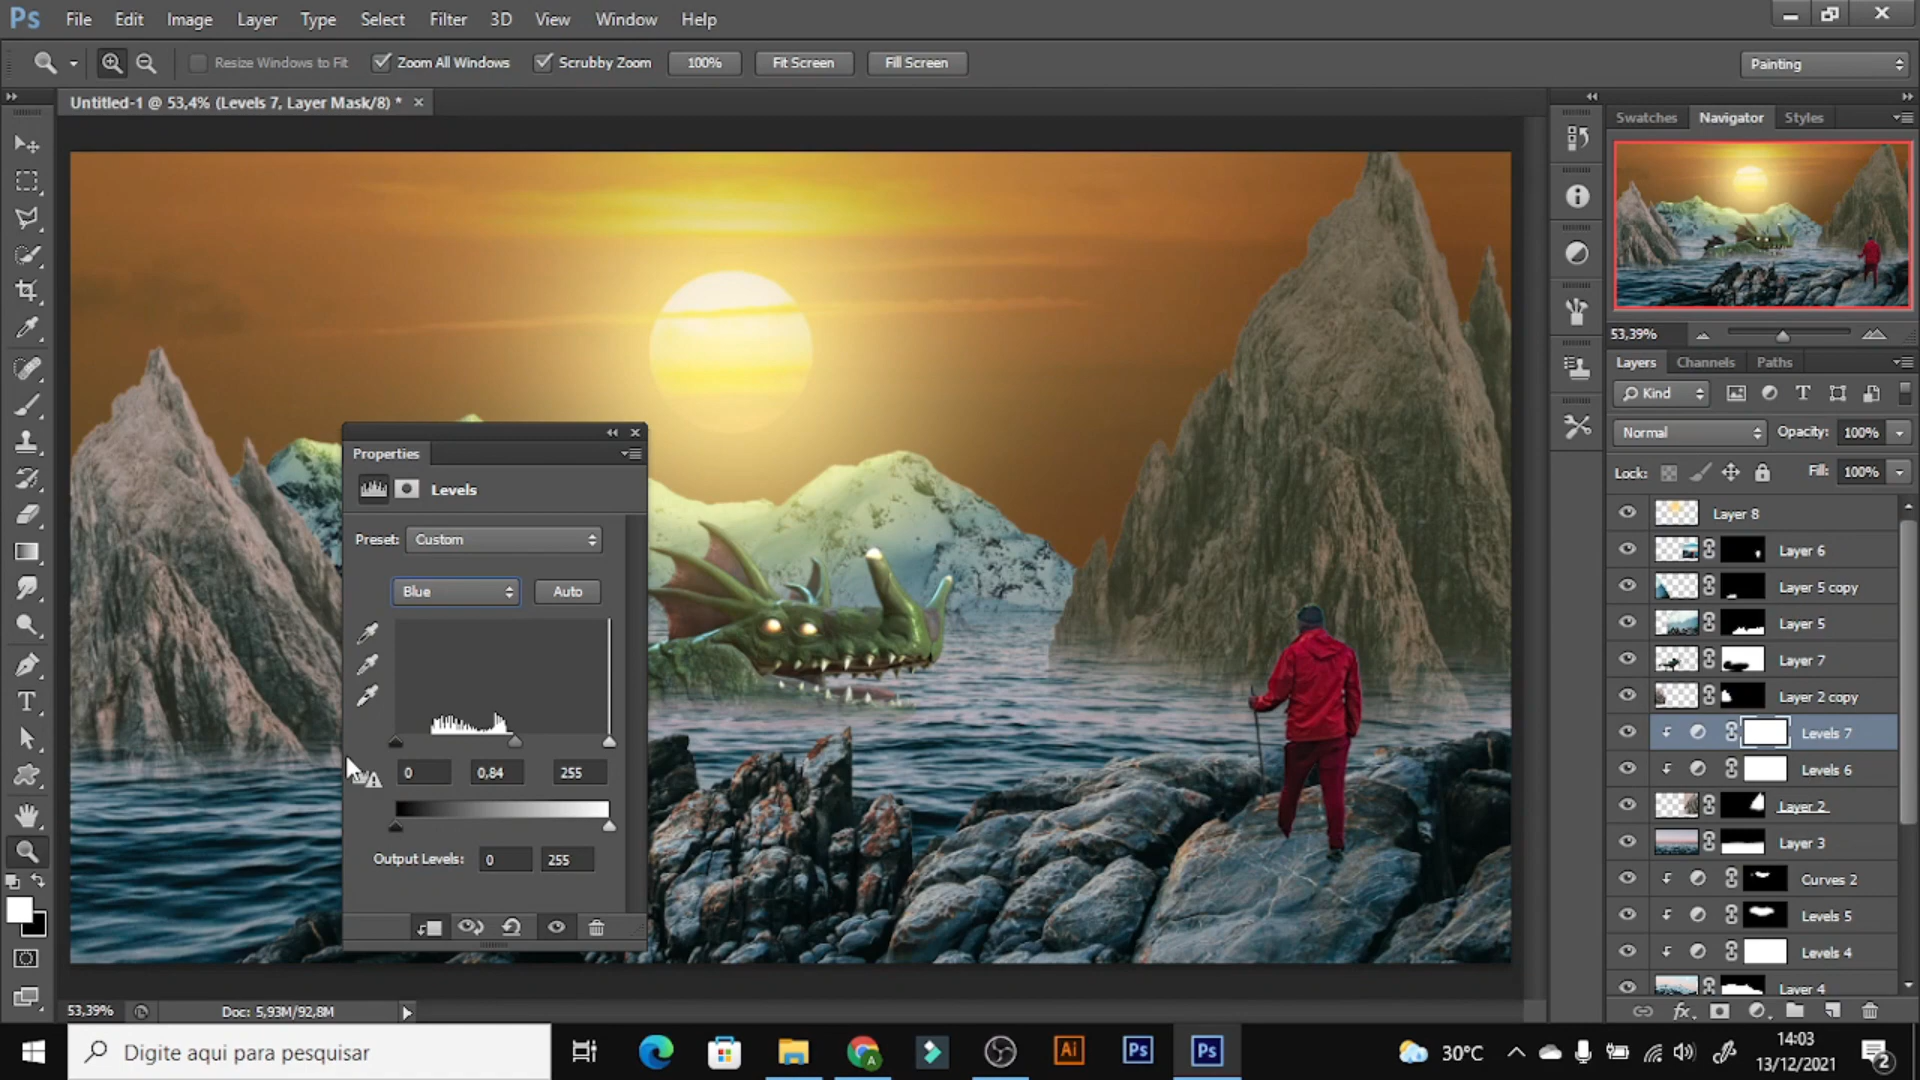 Ps File Edit Image Layer Type Select Filter 3D View Window Help
Resize Windows to Fit Zoom All Windows Scrubby Zoom 100% Fit Screen Fill Screen Painting
Untitled-1 @ 53,4% (Levels 7, Layer Mask/8) * ×
Swatches Navigator Styles
53,39%
Layers Channels Paths
Kind
Normal Opacity: 100%
Lock: Fill: 100%
Layer 8
Layer 6
Layer 5 copy
Layer 5
Layer 7
Layer 2 copy
Levels 7
Levels 6
Layer 2
Layer 3
Curves 2
Levels 5
Levels 4
Layer 4
Properties
Levels
Preset: Custom
Blue Auto
0 0,84 255
Output Levels: 0 255
53,39% Doc: 5,93M/92,8M
Digite aqui para pesquisar
Ai Ps Ps
30°C
14:03
13/12/2021
2